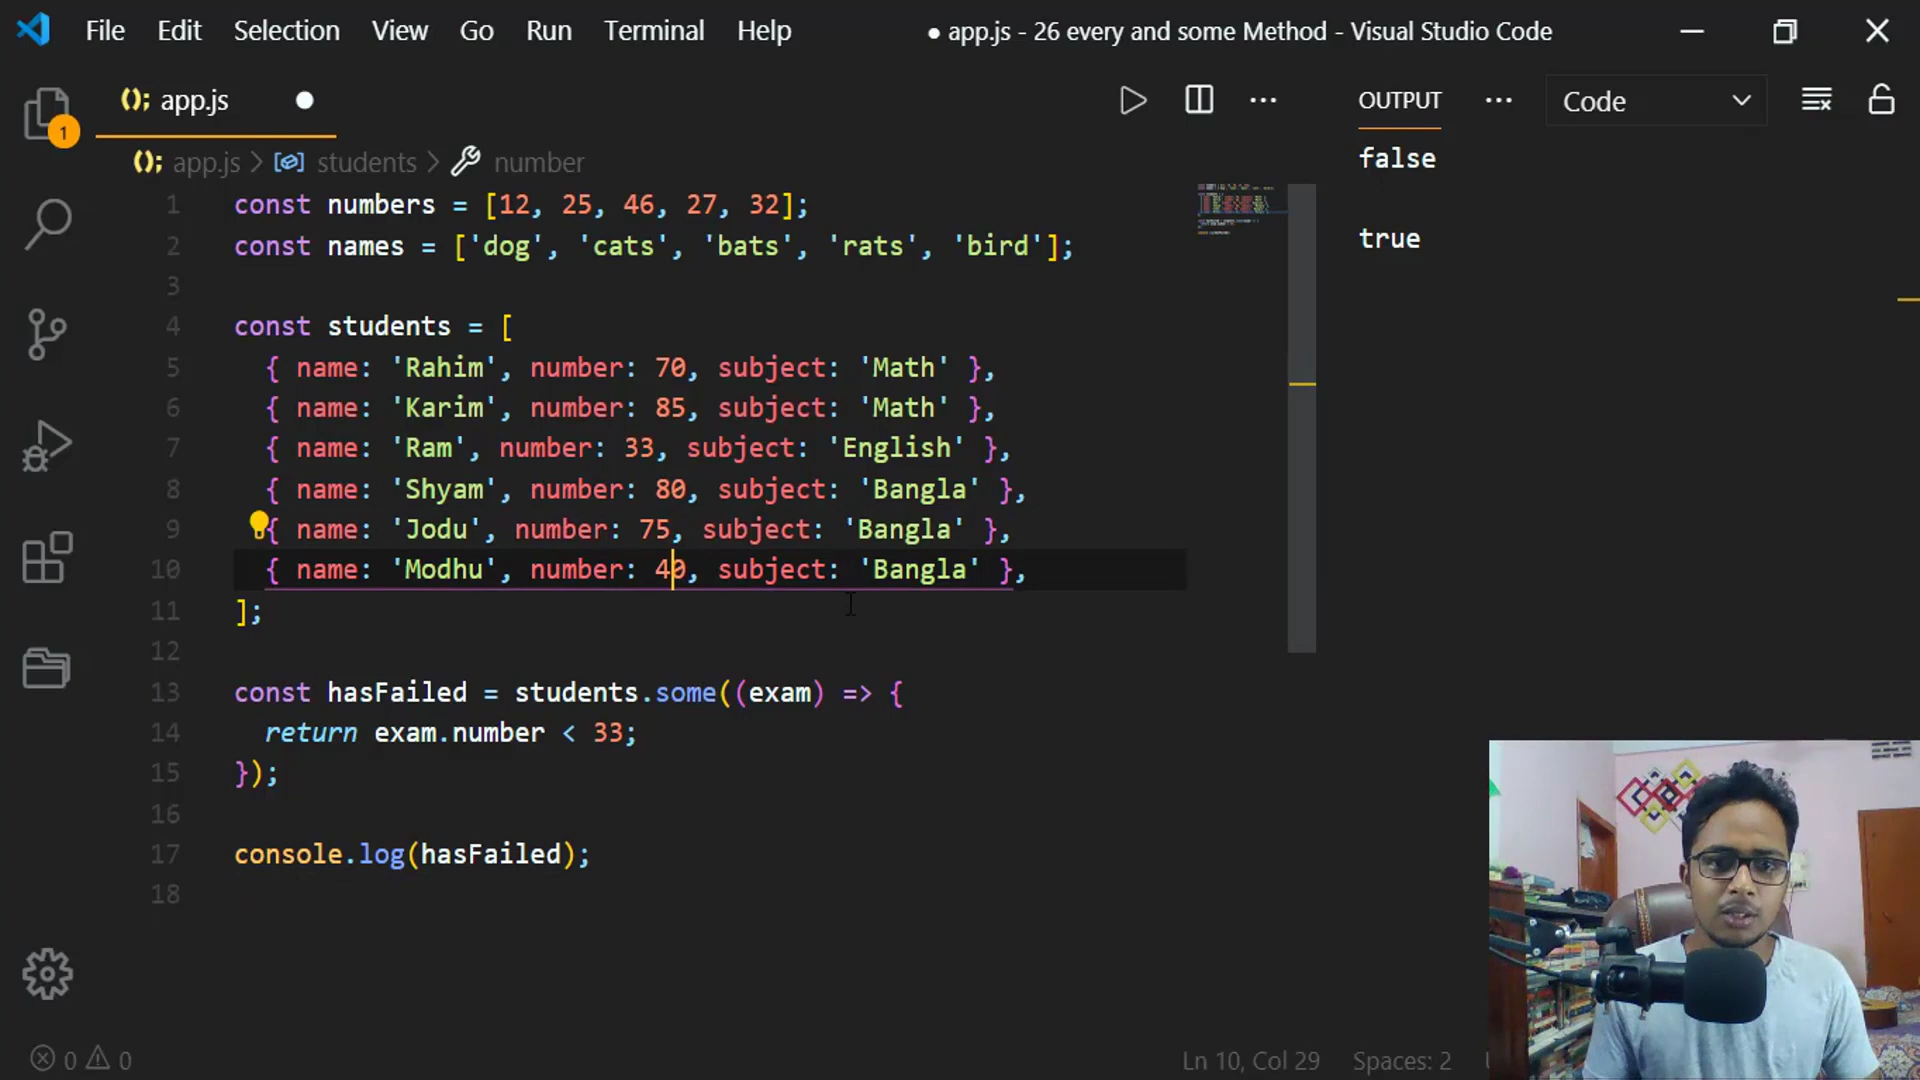 File Edit Selection View Go Run Terminal Help
● app.js - 26 every and some Method - Visual Studio Code
app.js
OUTPUT
Code
1
app.js > students > number
1 const numbers = [12, 25, 46, 27, 32];
2 const names = ['dog', 'cats', 'bats', 'rats', 'bird'];
3
4 const students = [
5 { name: 'Rahim', number: 70, subject: 'Math' },
6 { name: 'Karim', number: 85, subject: 'Math' },
7 { name: 'Ram', number: 33, subject: 'English' },
8 { name: 'Shyam', number: 80, subject: 'Bangla' },
9 { name: 'Jodu', number: 75, subject: 'Bangla' },
10 { name: 'Modhu', number: 40, subject: 'Bangla' },
11 ];
12
13 const hasFailed = students.some((exam) => {
14 return exam.number < 33;
15 });
16
17 console.log(hasFailed);
18
false
true
0 0
Ln 10, Col 29 Spaces: 2